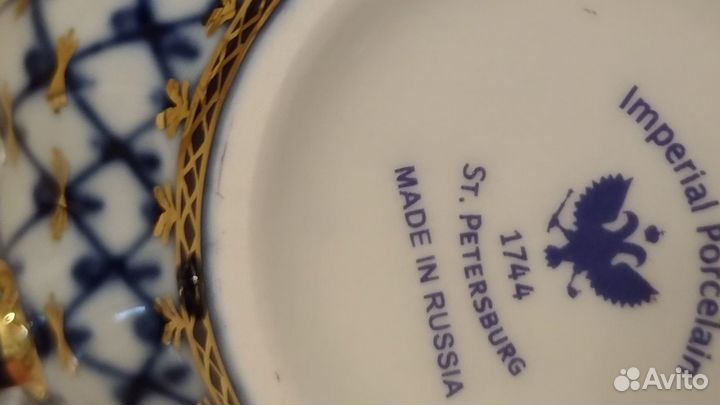 Imperial Porcelain
1744
ST. PETERSBURG
MADE IN RUSSIA
Avito